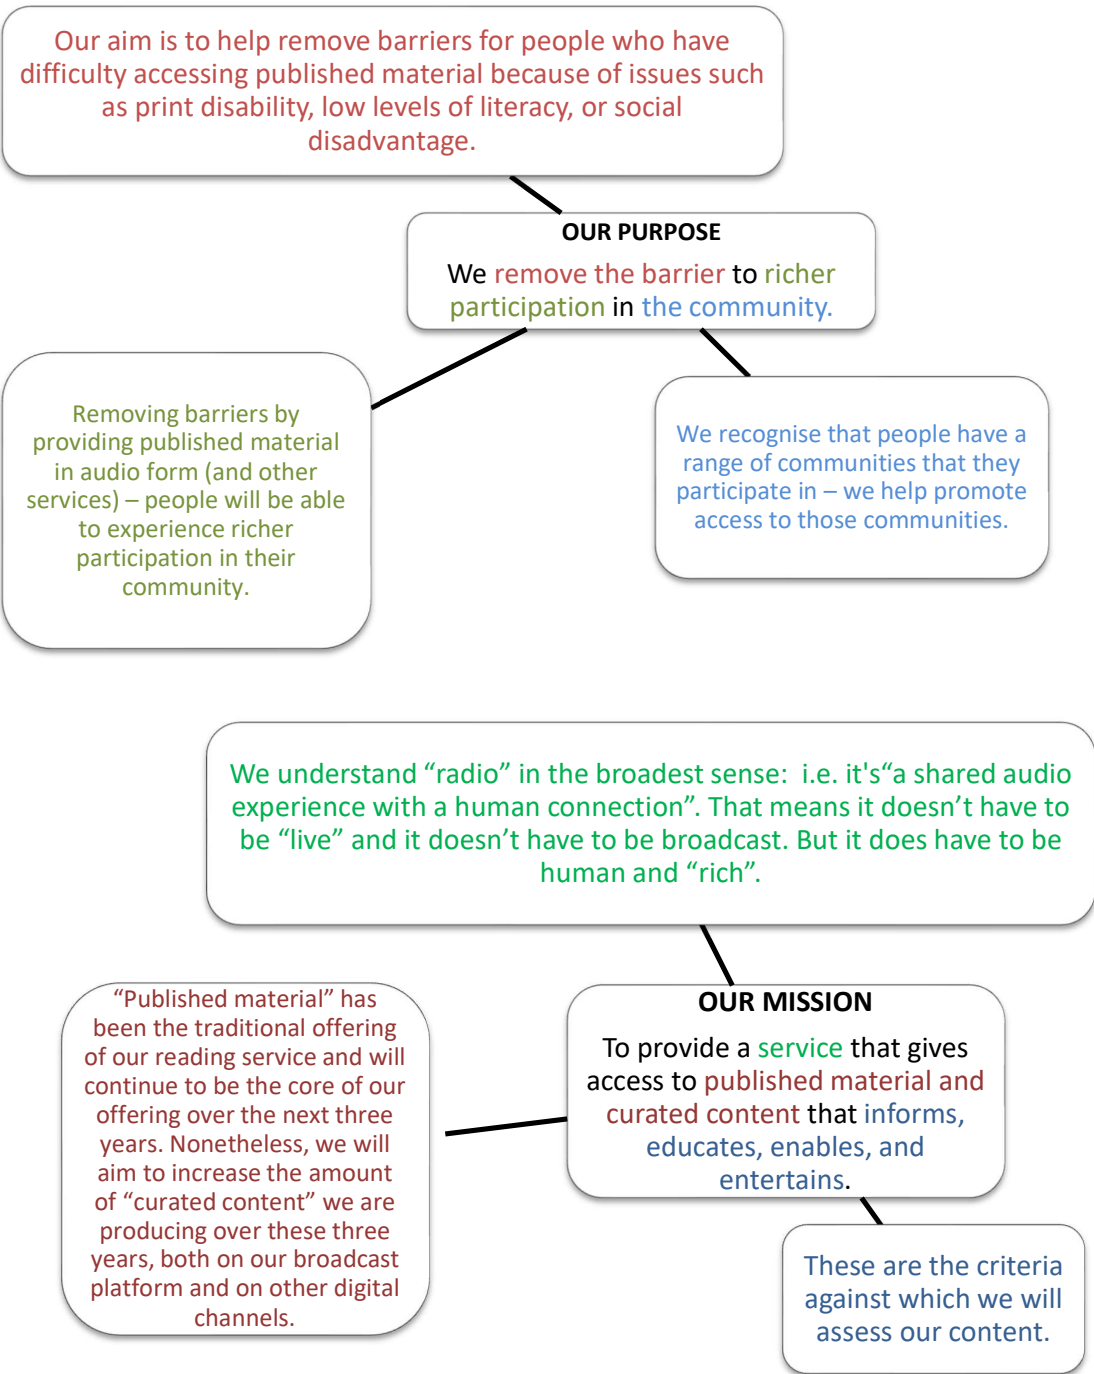 Our aim is to help remove barriers for people who have
difficulty accessing published material because of issues such
as print disability, low levels of literacy, or social
disadvantage.
OUR PURPOSE
We remove the barrier to richer
participation in the community.
Removing barriers by
providing published material
in audio form (and other
services) – people will be able
to experience richer
participation in their
community.
We recognise that people have a
range of communities that they
participate in – we help promote
access to those communities.
We understand “radio” in the broadest sense:  i.e. it's“a shared audio
experience with a human connection”. That means it doesn’t have to
be “live” and it doesn’t have to be broadcast. But it does have to be
human and “rich”.
“Published material” has
been the traditional offering
of our reading service and will
continue to be the core of our
offering over the next three
years. Nonetheless, we will
aim to increase the amount
of “curated content” we are
producing over these three
years, both on our broadcast
platform and on other digital
channels.
OUR MISSION
To provide a service that gives
access to published material and
curated content that informs,
educates, enables, and
entertains.
These are the criteria
against which we will
assess our content.